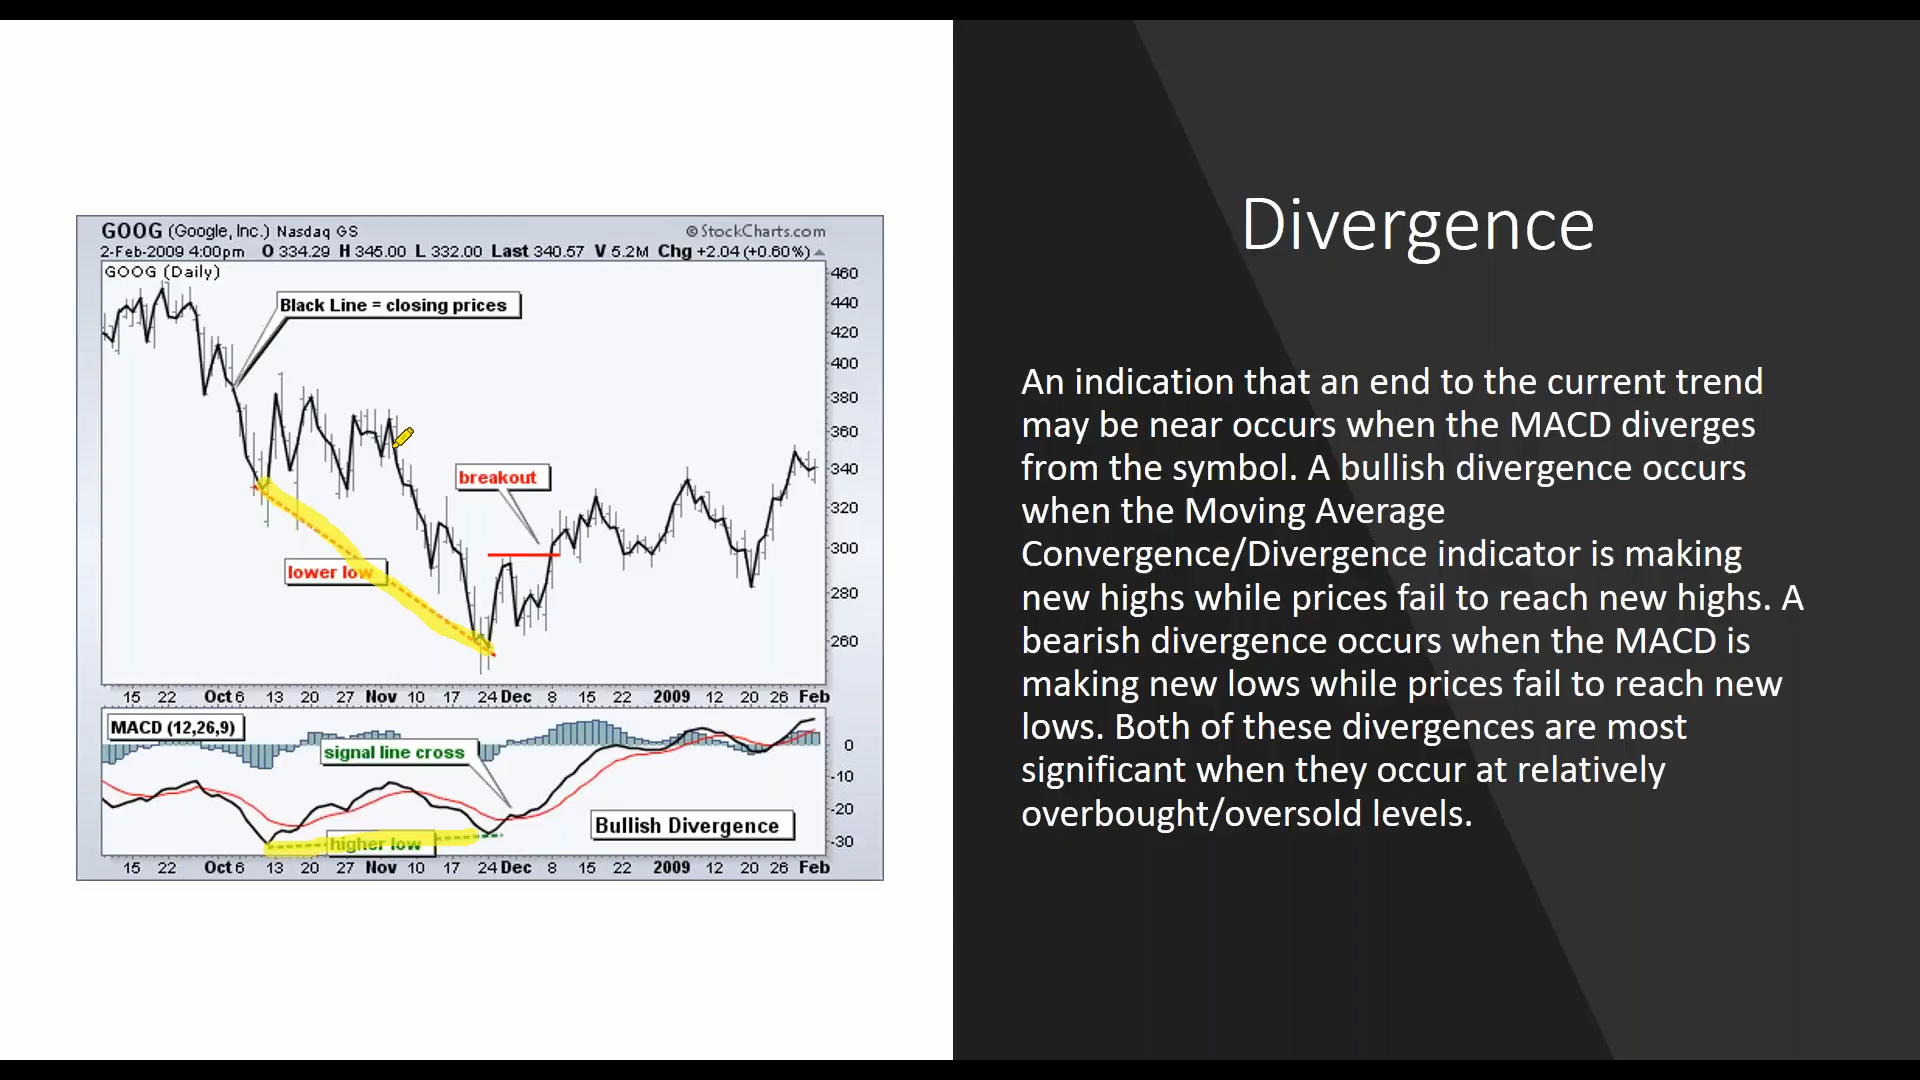 GOOG (Google, Inc.) Nasdaq GS
© StockCharts.com
2-Feb-2009 4:00pm O 334.29 H 345.00 L 332.00 Last 340.57 V 5.2M Chg +2.04 (+0.60%)
GOOG (Daily)
Black Line = closing prices
460
440
420
400
380
360
340
320
300
280
260
breakout
lower low
15 22 Oct 6 13 20 27 Nov 10 17 24 Dec 8 15 22 2009 12 20 26 Feb
MACD (12,26,9)
signal line cross
Bullish Divergence
higher low
0
-10
-20
-30
15 22 Oct 6 13 20 27 Nov 10 17 24 Dec 8 15 22 2009 12 20 26 Feb
Divergence
An indication that an end to the current trend
may be near occurs when the MACD diverges
from the symbol. A bullish divergence occurs
when the Moving Average
Convergence/Divergence indicator is making
new highs while prices fail to reach new highs. A
bearish divergence occurs when the MACD is
making new lows while prices fail to reach new
lows. Both of these divergences are most
significant when they occur at relatively
overbought/oversold levels.